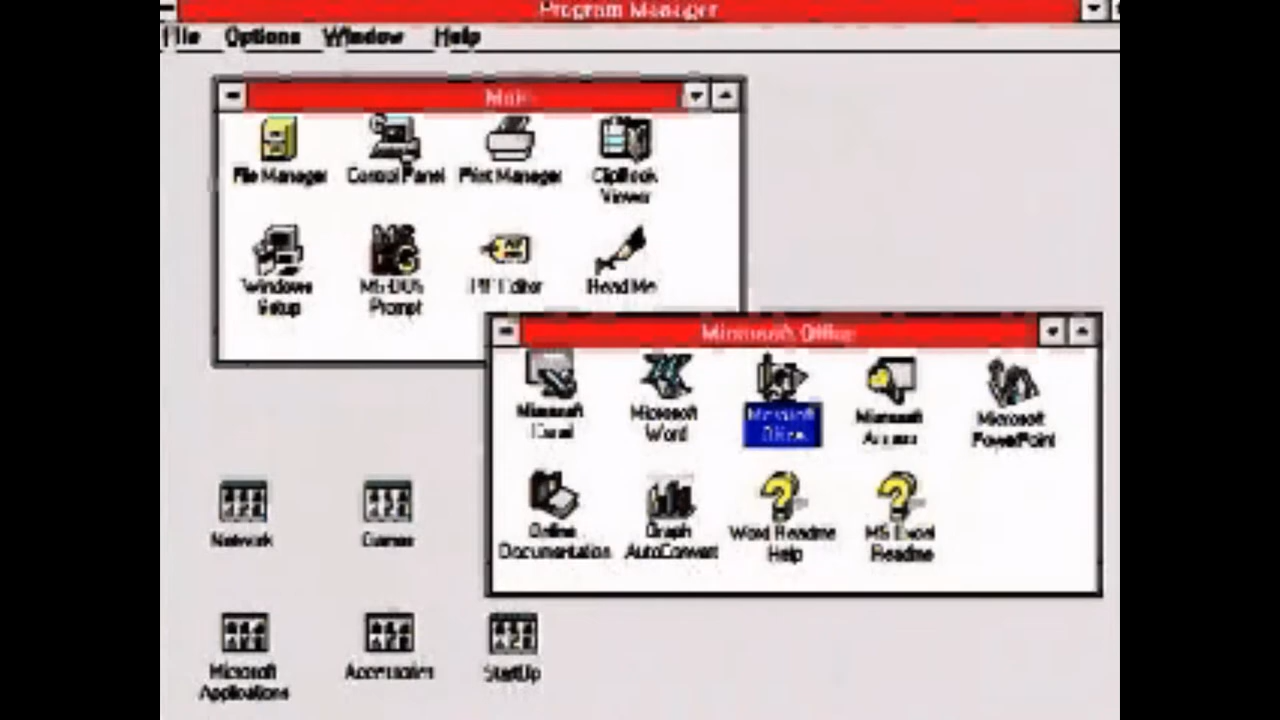 Program Manager
File Options Window Help
Main
File Manager Control Panel Print Manager ClipBook
Viewer
Windows MS-DOS PIF Editor Read Me
Setup Prompt
Microsoft Office
Microsoft Microsoft Microsoft Microsoft Microsoft
Excel Word Office Access PowerPoint
Online Graph Word Readme MS Excel
Documentation AutoConvert Help Readme
Network Games
Microsoft Accessories StartUp
Applications